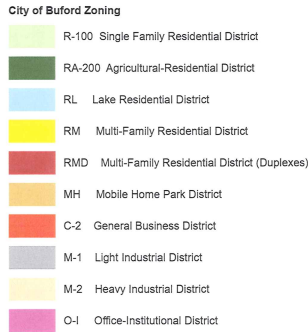 City of Buford Zoning
R-100 Single Family Residential District
RA-200 Agricultural-Residential District
RL Lake Residential District
RM Multi-Family Residential District
RMD Multi-Family Residential District (Duplexes)
MH Mobile Home Park District
C-2 General Business District
M-1 Light Industrial District
M-2 Heavy Industrial District
O-I Office-Institutional District